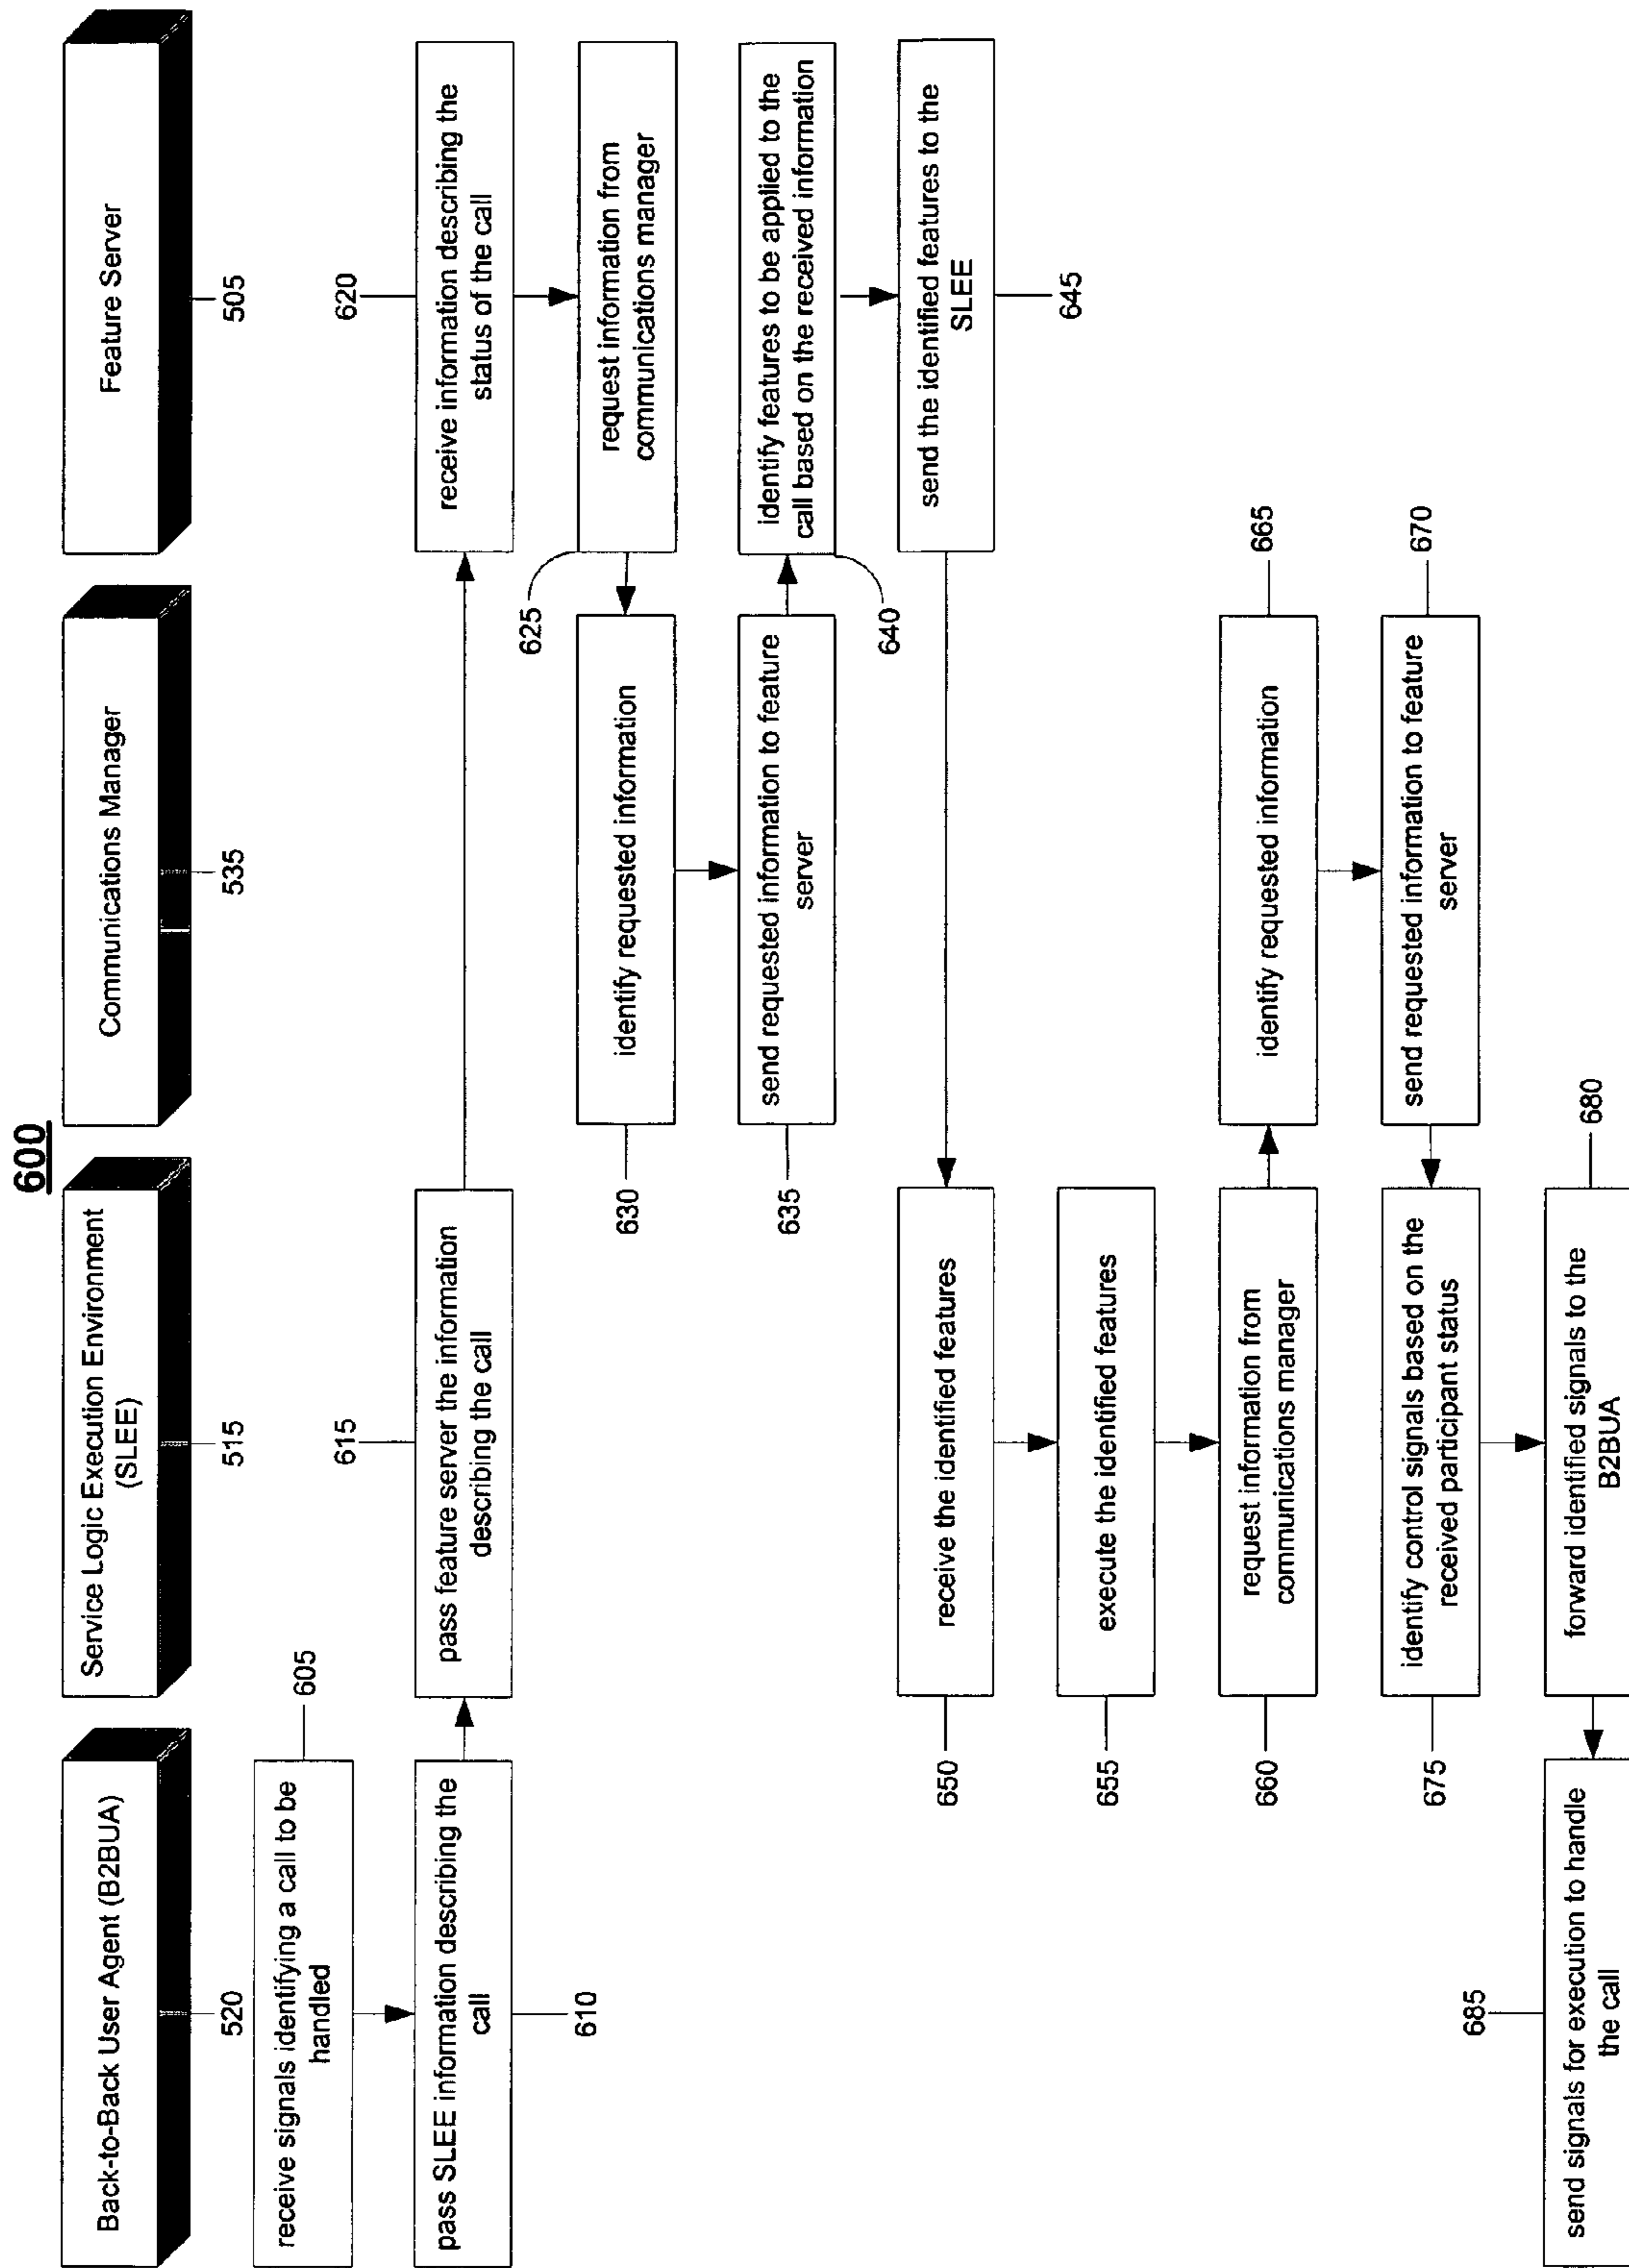 600
Back-to-Back User Agent (B2BUA)
520
Service Logic Execution Environment
(SLEE)
515
Communications Manager
535
Feature Server
505
605
receive signals identifying a call to be
handled
pass SLEE information describing the
call
610
615
pass feature server the information
describing the call
620
receive information describing the
status of the call
625
request information from
communications manager
630
identify requested information
635
send requested information to feature
server
640
identify features to be applied to the
call based on the received information
send the identified features to the
SLEE
645
650
receive the identified features
655
execute the identified features
660
request information from
communications manager
665
identify requested information
670
send requested information to feature
server
675
identify control signals based on the
received participant status
680
forward identified signals to the
B2BUA
685
send signals for execution to handle
the call